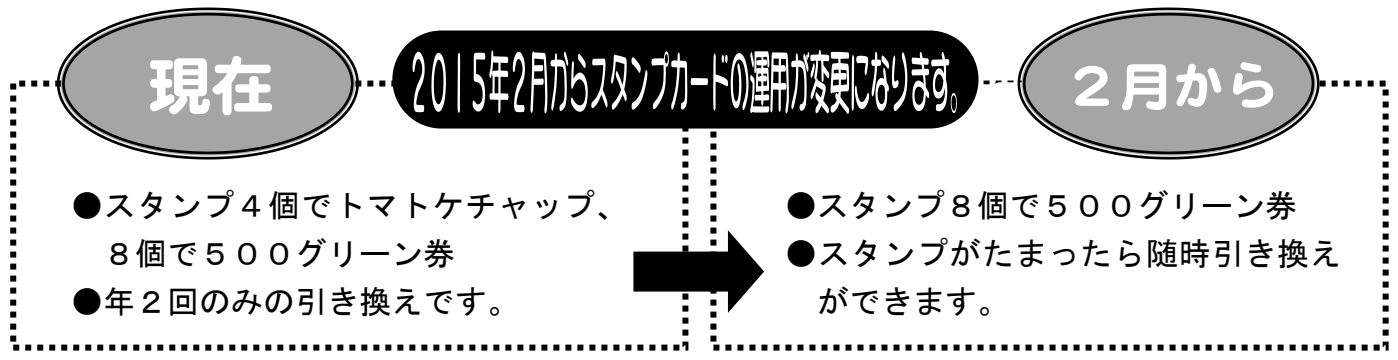 2015年2月からスタンプカードの運用が変更になります。
現在
●スタンプ４個でトマトケチャップ、
８個で５００グリーン券
●年２回のみの引き換えです。
２月から
●スタンプ８個で５００グリーン券
●スタンプがたまったら随時引き換え
ができます。